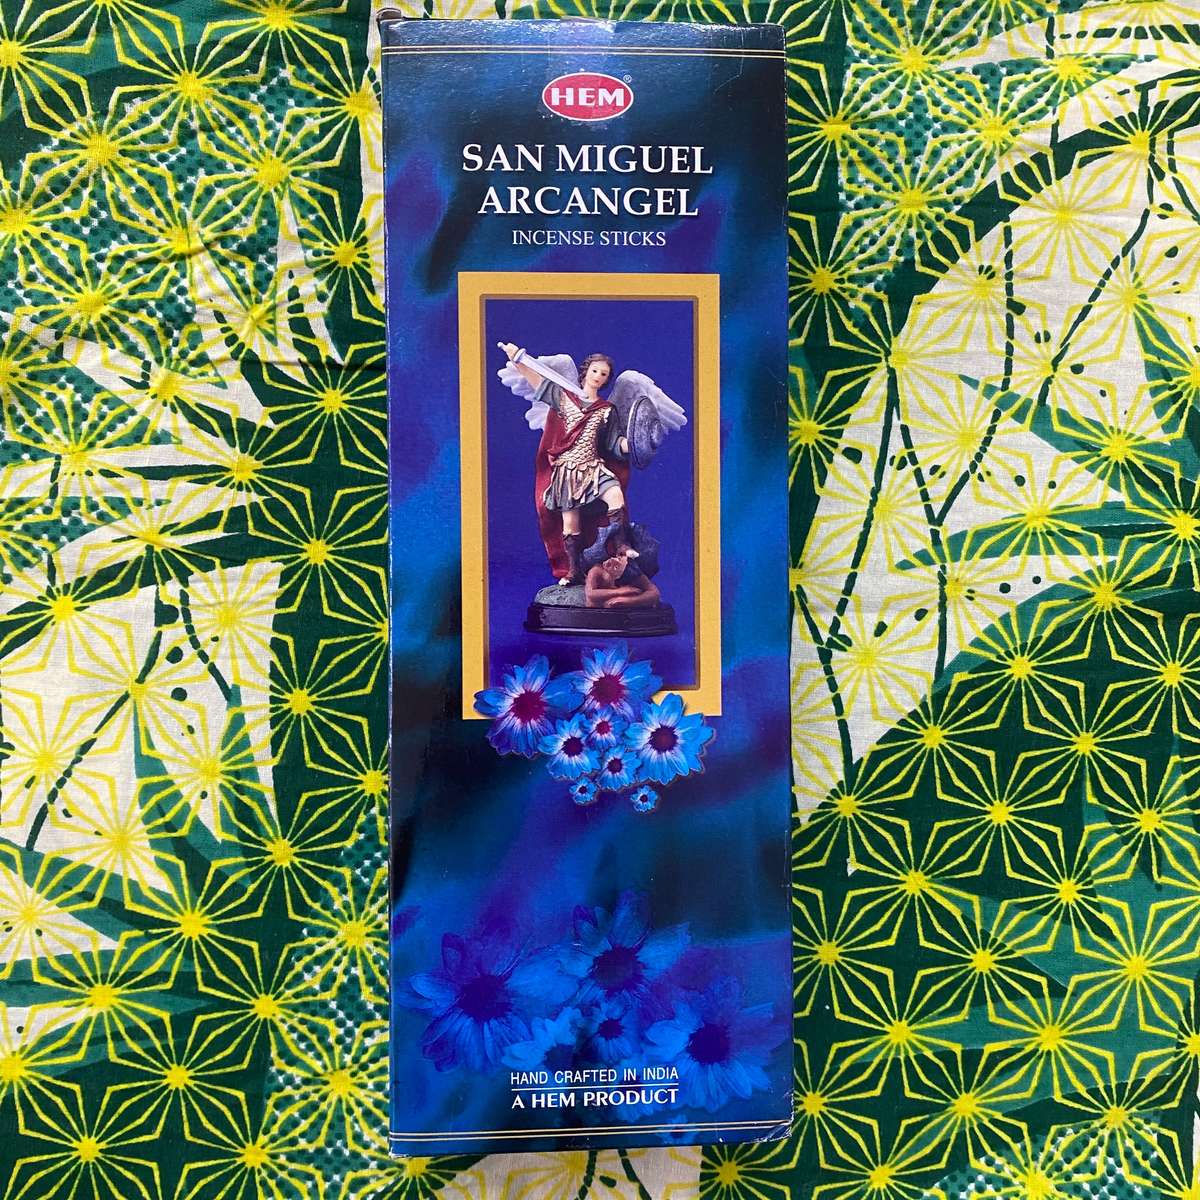 HEM®
SAN MIGUEL
ARCANGEL
INCENSE STICKS
HAND CRAFTED IN INDIA
A HEM PRODUCT